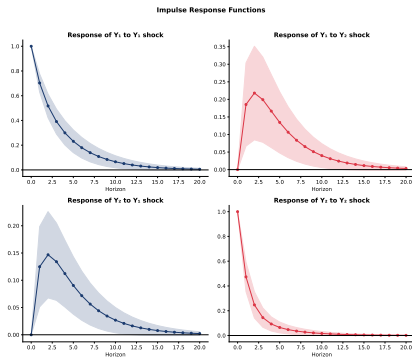 Impulse Response Functions
Response of Y₁ to Y₁ shock
1.0
0.8
0.6
0.4
0.2
0.0
0.0 2.5 5.0 7.5 10.0 12.5 15.0 17.5 20.0
Horizon
Response of Y₁ to Y₂ shock
0.35
0.30
0.25
0.20
0.15
0.10
0.05
0.00
0.0 2.5 5.0 7.5 10.0 12.5 15.0 17.5 20.0
Horizon
Response of Y₂ to Y₁ shock
0.20
0.15
0.10
0.05
0.00
0.0 2.5 5.0 7.5 10.0 12.5 15.0 17.5 20.0
Horizon
Response of Y₂ to Y₂ shock
1.0
0.8
0.6
0.4
0.2
0.0
0.0 2.5 5.0 7.5 10.0 12.5 15.0 17.5 20.0
Horizon